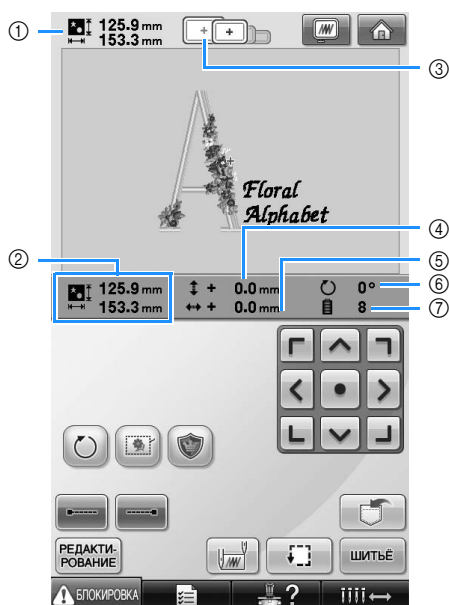 ①
125.9 mm
153.3 mm
③
Floral
Alphabet
④
②
⑤
125.9 mm
+ 0.0 mm
0°
⑥
153.3 mm
+ 0.0 mm
8
⑦
РЕДАКТИ-
РОВАНИЕ
ШИТЬЁ
БЛОКИРОВКА
?